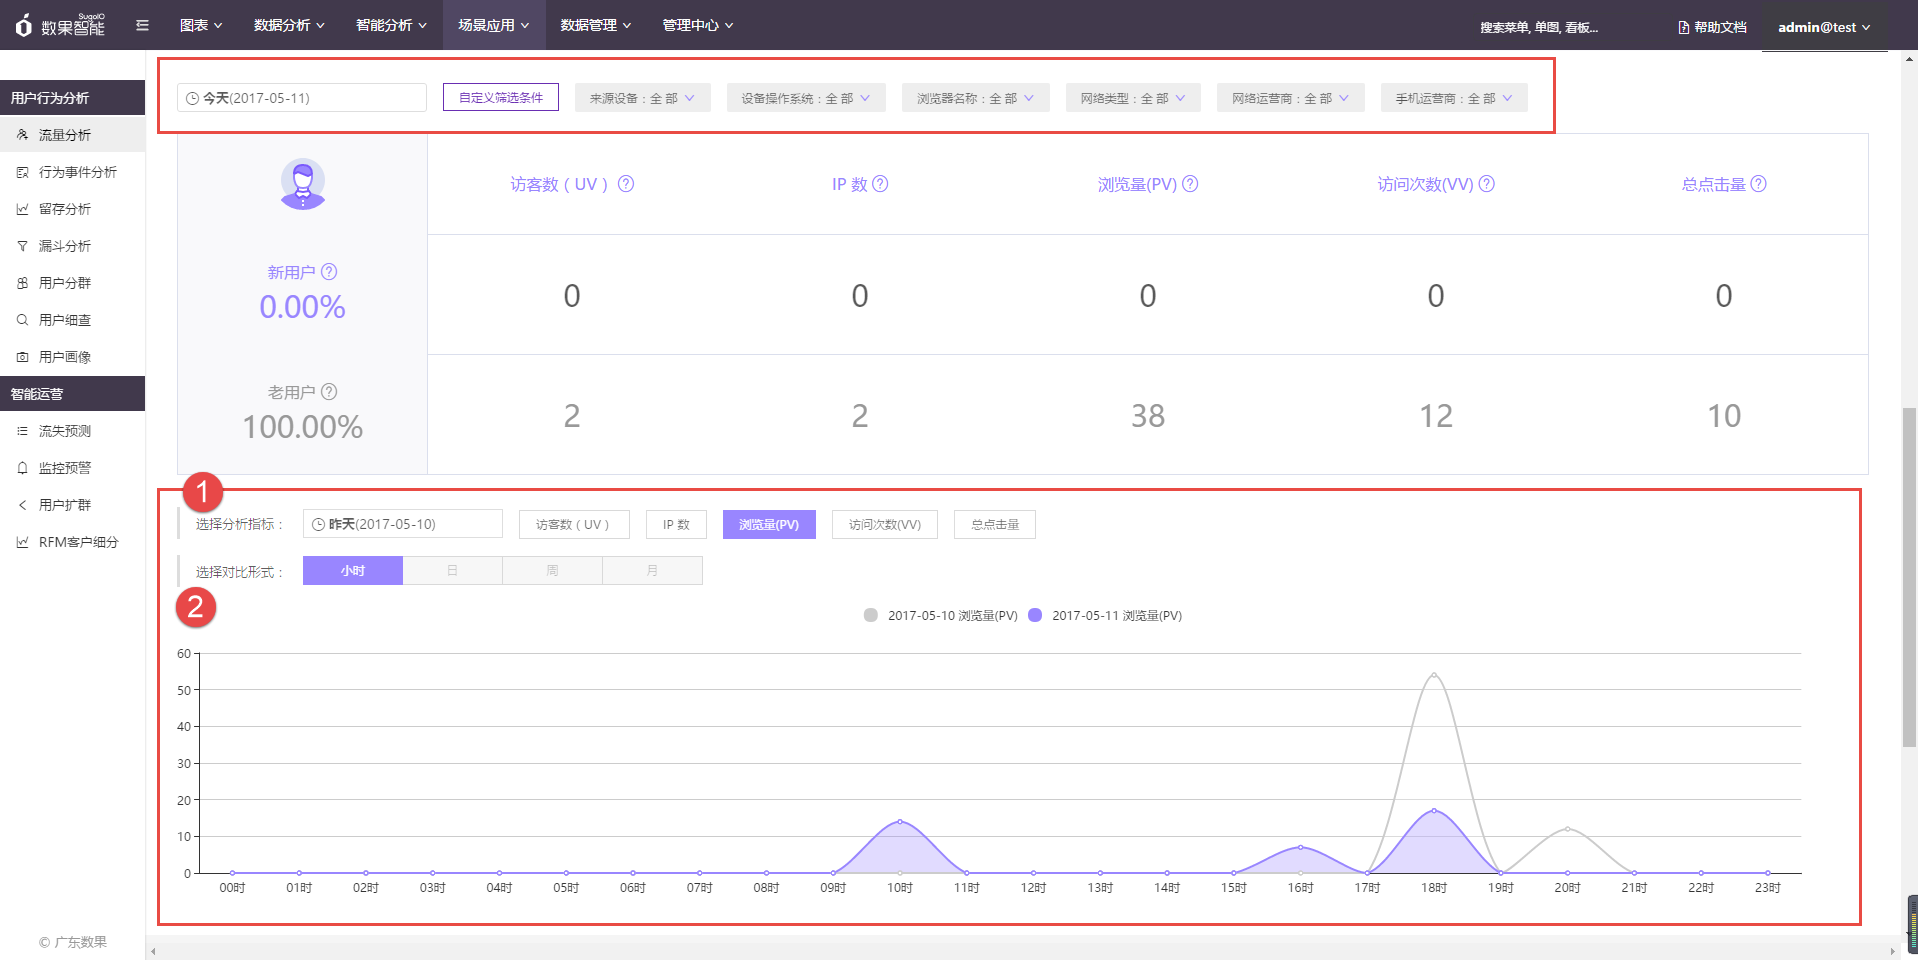 SugoIO
数果智能
图表
数据分析
智能分析
场景应用
数据管理
管理中心
搜索菜单, 单图, 看板...
帮助文档
admin@test
用户行为分析
流量分析
行为事件分析
留存分析
漏斗分析
用户分群
用户细查
用户画像
智能运营
流失预测
监控预警
用户扩群
RFM客户细分
© 广东数果
今天(2017-05-11)
自定义筛选条件
来源设备：全 部
设备操作系统：全 部
浏览器名称：全 部
网络类型：全 部
网络运营商：全 部
手机运营商：全 部
访客数（UV）?
IP 数 ?
浏览量(PV) ?
访问次数(VV) ?
总点击量 ?
新用户 ?
0.00%
0 0 0 0 0
老用户 ?
100.00%
2 2 38 12 10
1
选择分析指标：
昨天(2017-05-10)
访客数（UV）
IP 数
浏览量(PV)
访问次数(VV)
总点击量
选择对比形式：
小时
日
周
月
2
2017-05-10 浏览量(PV)
2017-05-11 浏览量(PV)
60
50
40
30
20
10
0
00时 01时 02时 03时 04时 05时 06时 07时 08时 09时 10时 11时 12时 13时 14时 15时 16时 17时 18时 19时 20时 21时 22时 23时